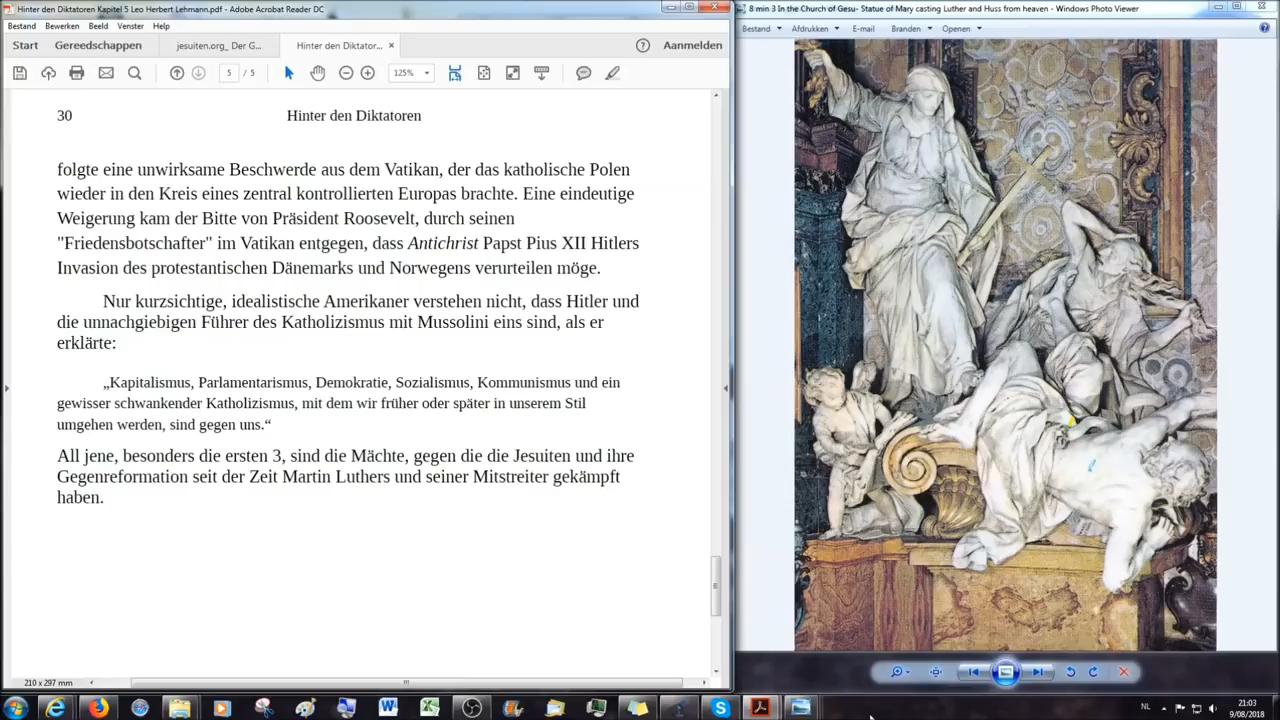 Hinter den Diktatoren Kapitel 5 Leo Herbert Lehmann.pdf - Adobe Acrobat Reader DC
Bestand Bewerken Beeld Venster Help
Start Gereedschappen jesuiten.org_ Der G... Hinter den Diktator... × Aanmelden
5 / 5 125%
30 Hinter den Diktatoren
folgte eine unwirksame Beschwerde aus dem Vatikan, der das katholische Polen
wieder in den Kreis eines zentral kontrollierten Europas brachte. Eine eindeutige
Weigerung kam der Bitte von Präsident Roosevelt, durch seinen
"Friedensbotschafter" im Vatikan entgegen, dass Antichrist Papst Pius XII Hitlers
Invasion des protestantischen Dänemarks und Norwegens verurteilen möge.
Nur kurzsichtige, idealistische Amerikaner verstehen nicht, dass Hitler und
die unnachgiebigen Führer des Katholizismus mit Mussolini eins sind, als er
erklärte:
„Kapitalismus, Parlamentarismus, Demokratie, Sozialismus, Kommunismus und ein
gewisser schwankender Katholizismus, mit dem wir früher oder später in unserem Stil
umgehen werden, sind gegen uns.“
All jene, besonders die ersten 3, sind die Mächte, gegen die die Jesuiten und ihre
Gegenreformation seit der Zeit Martin Luthers und seiner Mitstreiter gekämpft
haben.
210 x 297 mm
8 min 3 In the Church of Gesu- Statue of Mary casting Luther and Huss from heaven - Windows Photo Viewer
Bestand Afdrukken E-mail Branden Openen
NL
21:03
9/08/2018